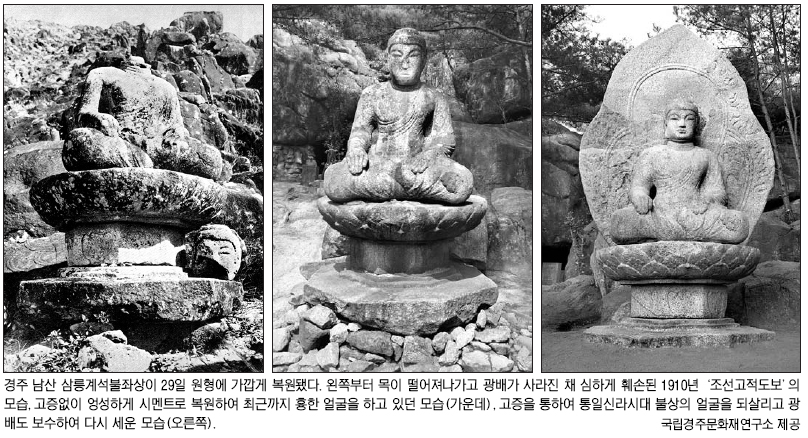 경주 남산 삼릉계석불좌상이 29일 원형에 가깝게 복원됐다. 왼쪽부터 목이 떨어져나가고 광배가 사라진 채 심하게 훼손된 1910년 ‘조선고적도보’의
모습, 고증없이 엉성하게 시멘트로 복원하여 최근까지 흉한 얼굴을 하고 있던 모습(가운데), 고증을 통하여 통일신라시대 불상의 얼굴을 되살리고 광
배도 보수하여 다시 세운 모습(오른쪽).
국립경주문화재연구소 제공